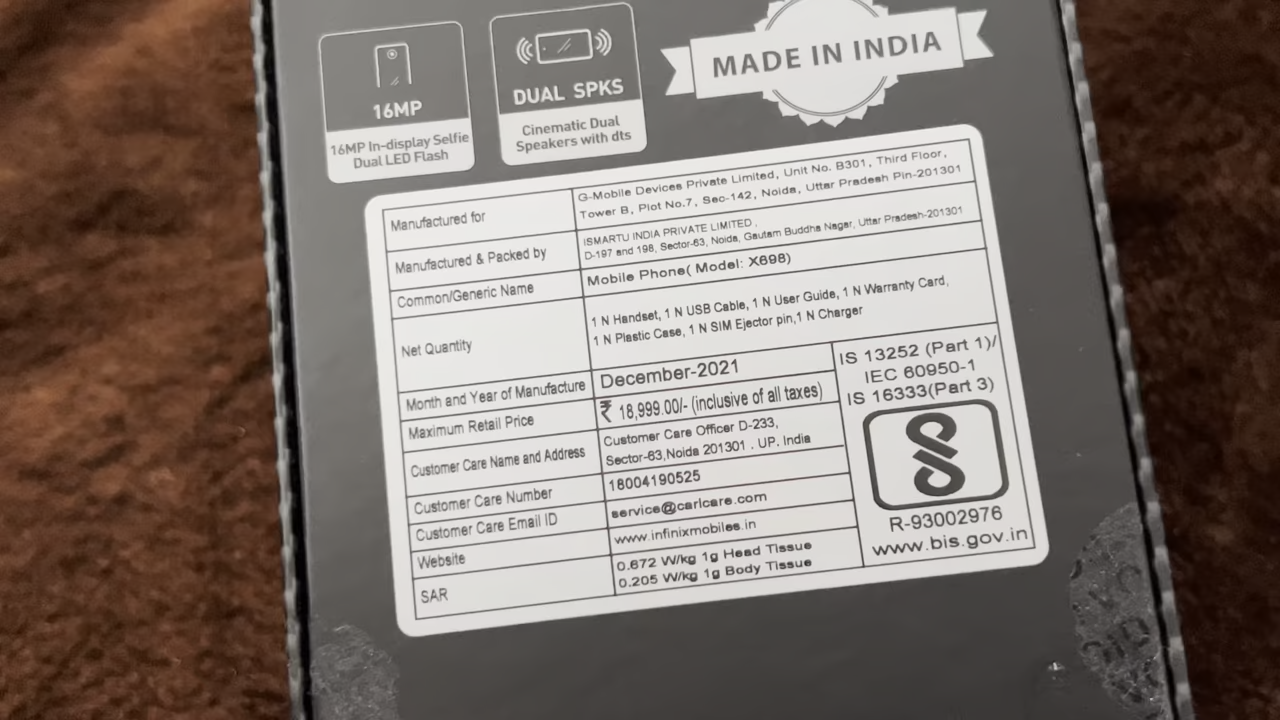 16MP
16MP In-display Selfie
Dual LED Flash
DUAL SPKS
Cinematic Dual
Speakers with dts
MADE IN INDIA
Manufactured for
G-Mobile Devices Private Limited, Unit No. B301, Third Floor,
Tower B, Plot No.7, Sec-142, Noida, Uttar Pradesh Pin-201301
Manufactured & Packed by
ISMARTU INDIA PRIVATE LIMITED ,
D-197 and 198, Sector-63, Noida, Gautam Buddha Nagar, Uttar Pradesh-201301
Common/Generic Name
Mobile Phone( Model: X698)
Net Quantity
1 N Handset, 1 N USB Cable, 1 N User Guide, 1 N Warranty Card,
1 N Plastic Case, 1 N SIM Ejector pin,1 N Charger
Month and Year of Manufacture
December-2021
Maximum Retail Price
₹ 18,999.00/- (inclusive of all taxes)
Customer Care Name and Address
Customer Care Officer D-233,
Sector-63,Noida 201301 . UP. India
Customer Care Number
18004190525
Customer Care Email ID
service@carlcare.com
Website
www.infinixmobiles.in
SAR
0.672 W/kg 1g Head Tissue
0.205 W/kg 1g Body Tissue
IS 13252 (Part 1)/
IEC 60950-1
IS 16333(Part 3)
R-93002976
www.bis.gov.in